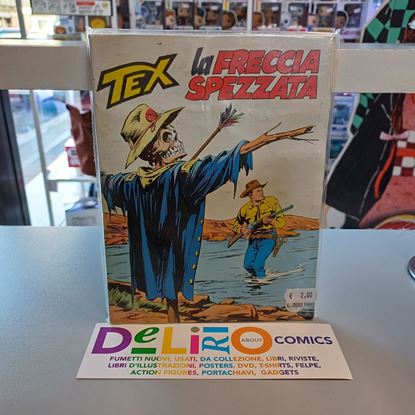 TEX
la FRECCIA
SPEZZATA
€ 2,00
DeLiRIO ABOUT COMICS
FUMETTI NUOVI, USATI, DA COLLEZIONE, LIBRI, RIVISTE,
LIBRI D'ILLUSTRAZIONI, POSTERS, DVD, T-SHIRTS, FELPE,
ACTION FIGURES, PORTACHIAVI, GADGETS